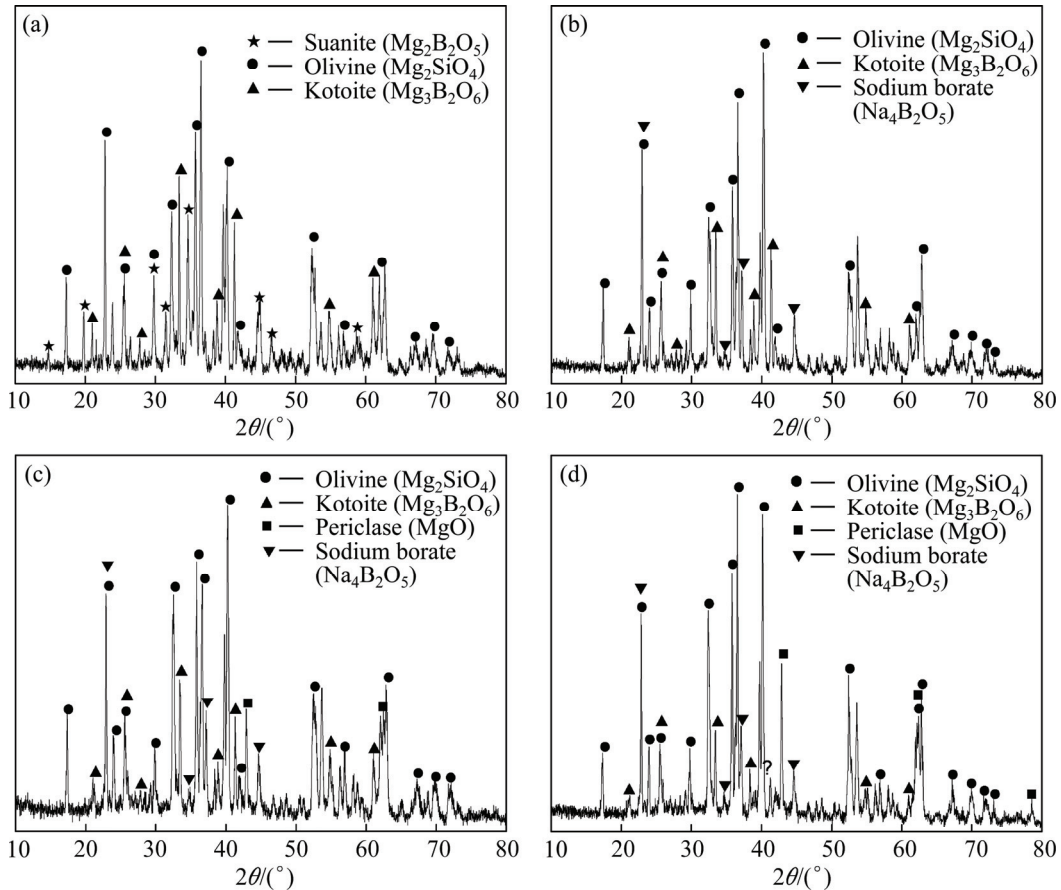 (a)
★ — Suanite (Mg₂B₂O₅)
● — Olivine (Mg₂SiO₄)
▲ — Kotoite (Mg₃B₂O₆)
10 20 30 40 50 60 70 80
2θ/(°)
(b)
● — Olivine (Mg₂SiO₄)
▲ — Kotoite (Mg₃B₂O₆)
▼ — Sodium borate
(Na₄B₂O₅)
10 20 30 40 50 60 70 80
2θ/(°)
(c)
● — Olivine (Mg₂SiO₄)
▲ — Kotoite (Mg₃B₂O₆)
■ — Periclase (MgO)
▼ — Sodium borate
(Na₄B₂O₅)
10 20 30 40 50 60 70 80
2θ/(°)
(d)
● — Olivine (Mg₂SiO₄)
▲ — Kotoite (Mg₃B₂O₆)
■ — Periclase (MgO)
▼ — Sodium borate
(Na₄B₂O₅)
?
10 20 30 40 50 60 70 80
2θ/(°)